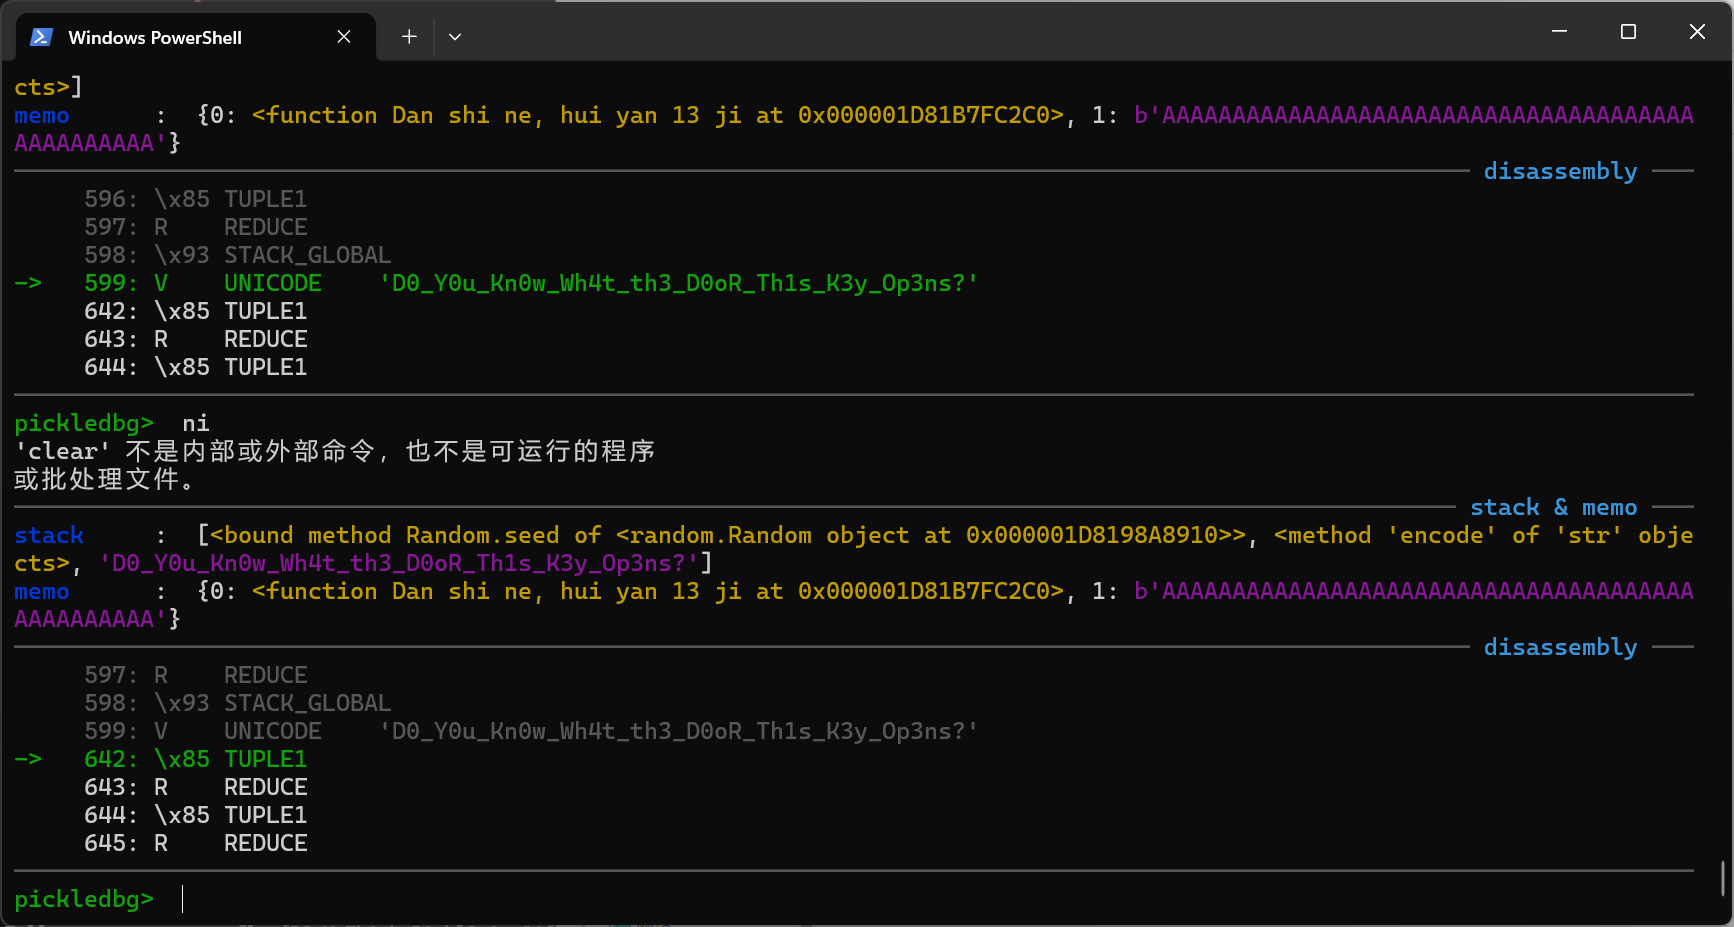 Windows PowerShell
cts>]
memo      :  {0: <function Dan shi ne, hui yan 13 ji at 0x000001D81B7FC2C0>, 1: b'AAAAAAAAAAAAAAAAAAAAAAAAAAAAAAAAAAAAAA
AAAAAAAAAA'}
disassembly
596: \x85 TUPLE1
597: R    REDUCE
598: \x93 STACK_GLOBAL
->   599: V    UNICODE    'D0_Y0u_Kn0w_Wh4t_th3_D0oR_Th1s_K3y_Op3ns?'
642: \x85 TUPLE1
643: R    REDUCE
644: \x85 TUPLE1
pickledbg>  ni
'clear' 不是内部或外部命令，也不是可运行的程序
或批处理文件。
stack & memo
stack     :  [<bound method Random.seed of <random.Random object at 0x000001D8198A8910>>, <method 'encode' of 'str' obje
cts>, 'D0_Y0u_Kn0w_Wh4t_th3_D0oR_Th1s_K3y_Op3ns?']
memo      :  {0: <function Dan shi ne, hui yan 13 ji at 0x000001D81B7FC2C0>, 1: b'AAAAAAAAAAAAAAAAAAAAAAAAAAAAAAAAAAAAAA
AAAAAAAAAA'}
disassembly
597: R    REDUCE
598: \x93 STACK_GLOBAL
599: V    UNICODE    'D0_Y0u_Kn0w_Wh4t_th3_D0oR_Th1s_K3y_Op3ns?'
->   642: \x85 TUPLE1
643: R    REDUCE
644: \x85 TUPLE1
645: R    REDUCE
pickledbg>